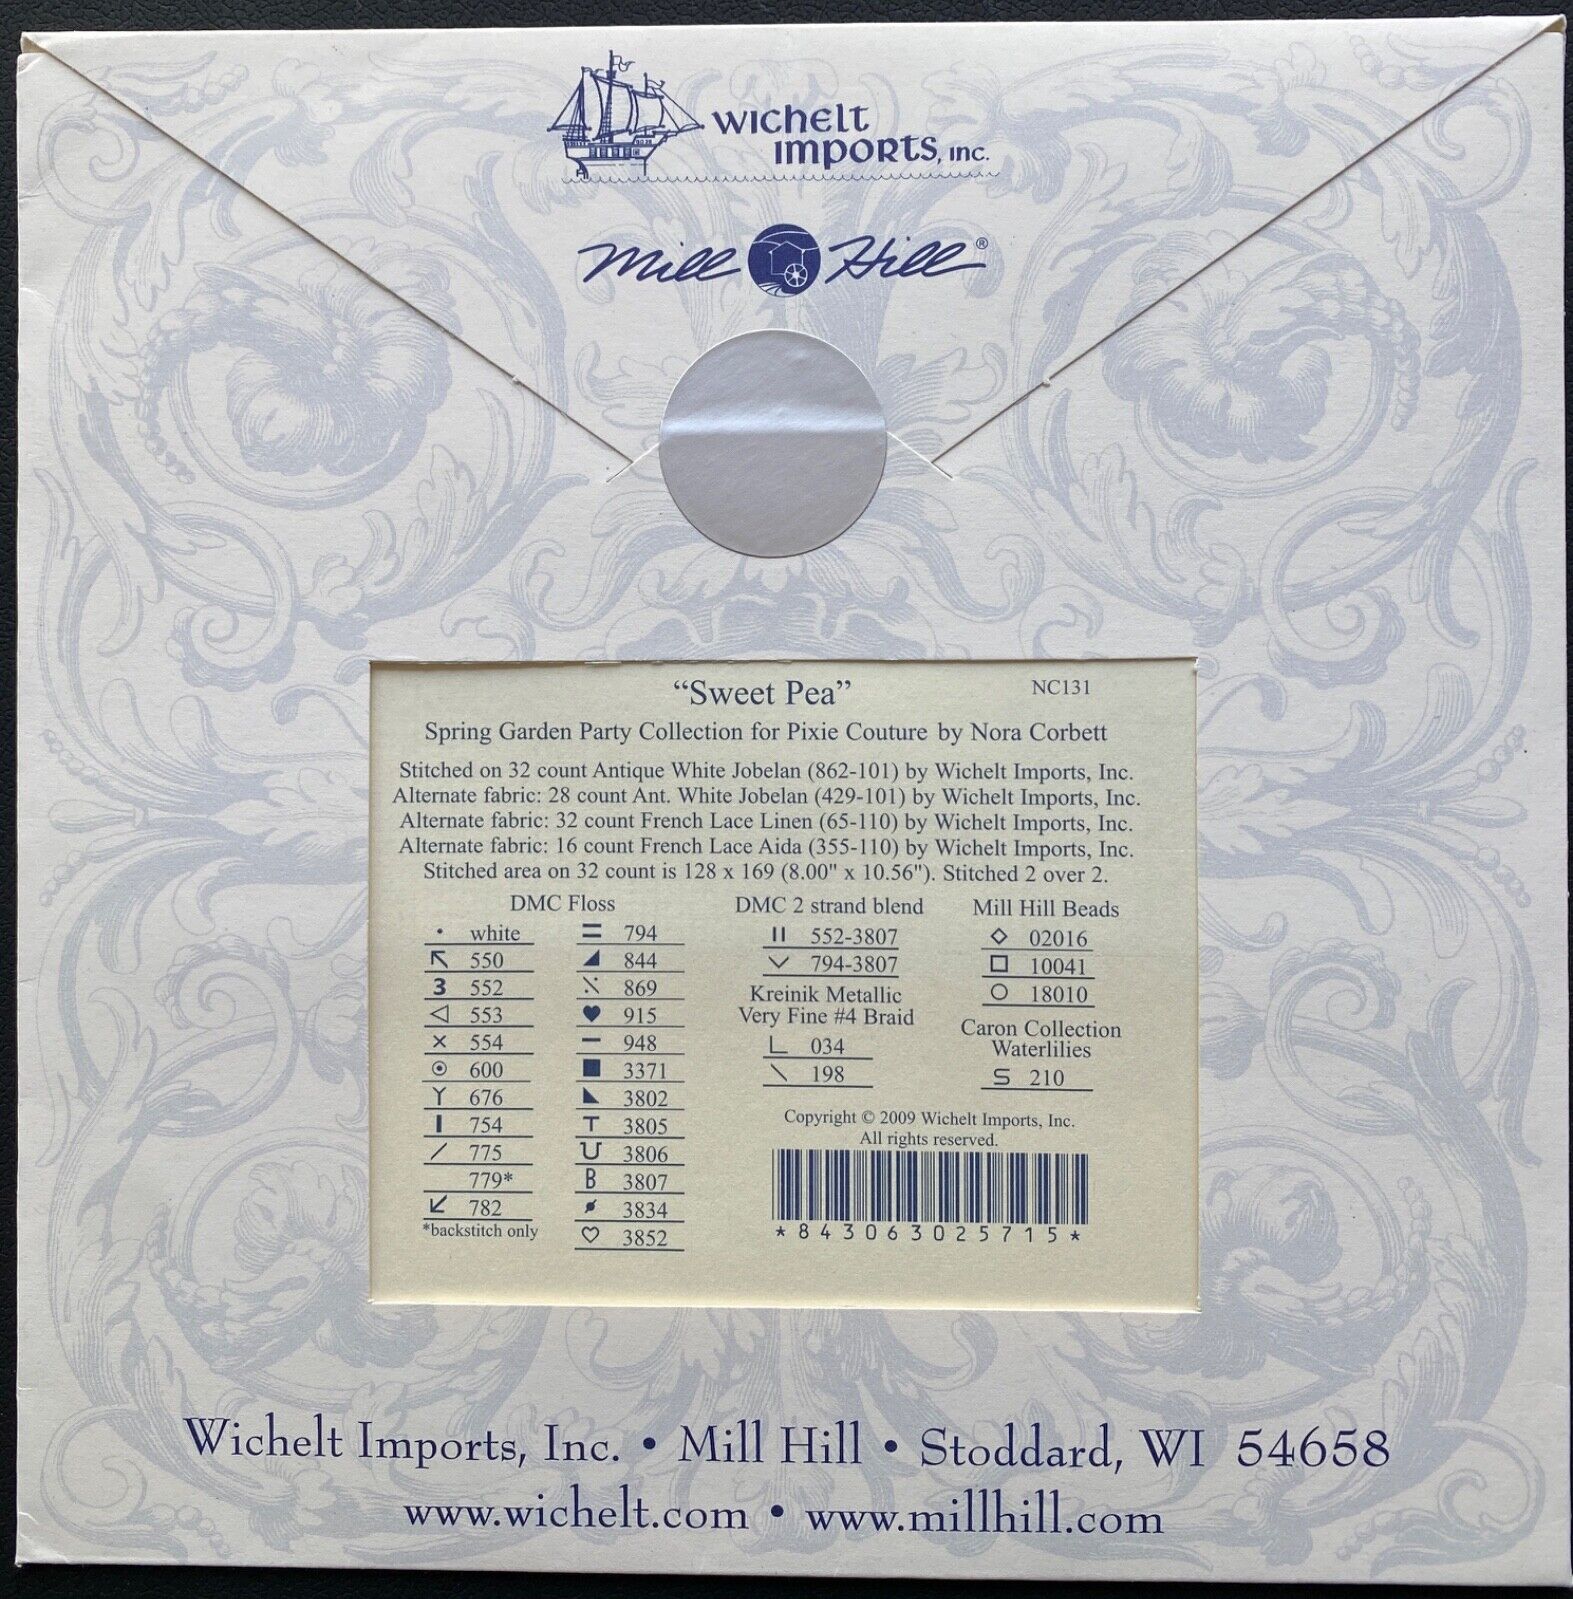 WICHELT
IMPORTS, INC.
Mill Hill®
"Sweet Pea" NC131
Spring Garden Party Collection for Pixie Couture by Nora Corbett
Stitched on 32 count Antique White Jobelan (862-101) by Wichelt Imports, Inc.
Alternate fabric: 28 count Ant. White Jobelan (429-101) by Wichelt Imports, Inc.
Alternate fabric: 32 count French Lace Linen (65-110) by Wichelt Imports, Inc.
Alternate fabric: 16 count French Lace Aida (355-110) by Wichelt Imports, Inc.
Stitched area on 32 count is 128 x 169 (8.00" x 10.56"). Stitched 2 over 2.
DMC Floss
• white
↖ 550
3 552
◁ 553
× 554
⊙ 600
Y 676
I 754
/ 775
779*
↙ 782
*backstitch only
= 794
◢ 844
⁒ 869
♥ 915
– 948
■ 3371
◣ 3802
T 3805
Ʊ 3806
B 3807
3834
♡ 3852
DMC 2 strand blend
II 552-3807
∨ 794-3807
Kreinik Metallic
Very Fine #4 Braid
L 034
\ 198
Mill Hill Beads
◇ 02016
□ 10041
○ 18010
Caron Collection
Waterlilies
S 210
Copyright © 2009 Wichelt Imports, Inc.
All rights reserved.
*843063025715*
Wichelt Imports, Inc. • Mill Hill • Stoddard, WI 54658
www.wichelt.com • www.millhill.com